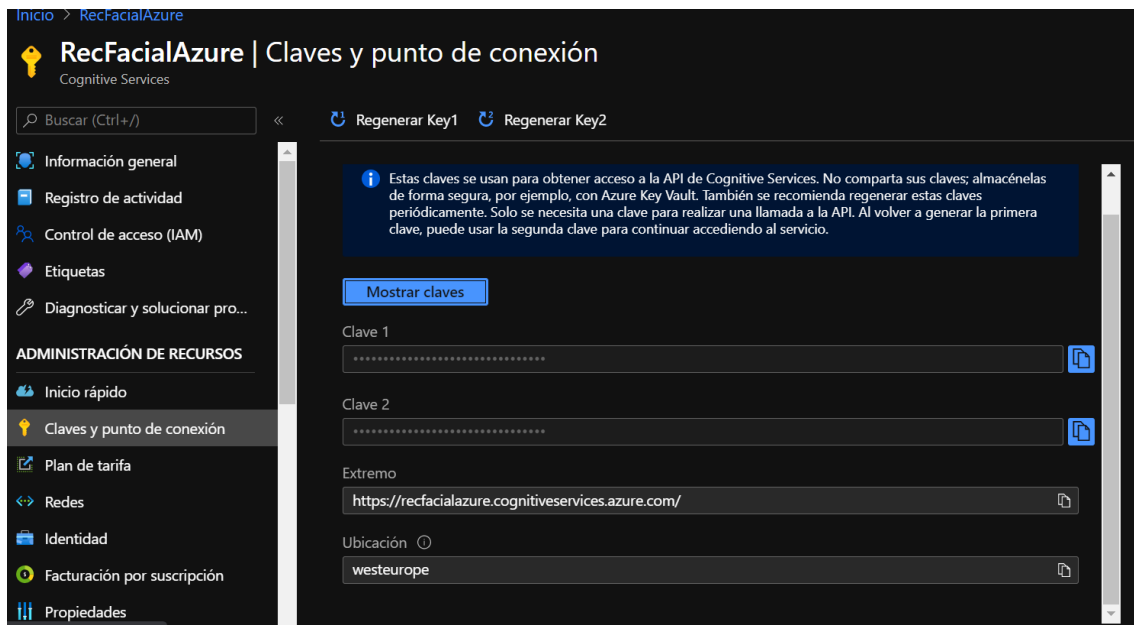 Inicio > RecFacialAzure
RecFacialAzure | Claves y punto de conexión
Cognitive Services
Buscar (Ctrl+/)
«
Regenerar Key1
Regenerar Key2
Información general
Registro de actividad
Control de acceso (IAM)
Etiquetas
Diagnosticar y solucionar pro...
ADMINISTRACIÓN DE RECURSOS
Inicio rápido
Claves y punto de conexión
Plan de tarifa
Redes
Identidad
Facturación por suscripción
Propiedades
Estas claves se usan para obtener acceso a la API de Cognitive Services. No comparta sus claves; almacénelas
de forma segura, por ejemplo, con Azure Key Vault. También se recomienda regenerar estas claves
periódicamente. Solo se necesita una clave para realizar una llamada a la API. Al volver a generar la primera
clave, puede usar la segunda clave para continuar accediendo al servicio.
Mostrar claves
Clave 1
••••••••••••••••••••••••••••••••
Clave 2
••••••••••••••••••••••••••••••••
Extremo
https://recfacialazure.cognitiveservices.azure.com/
Ubicación
westeurope